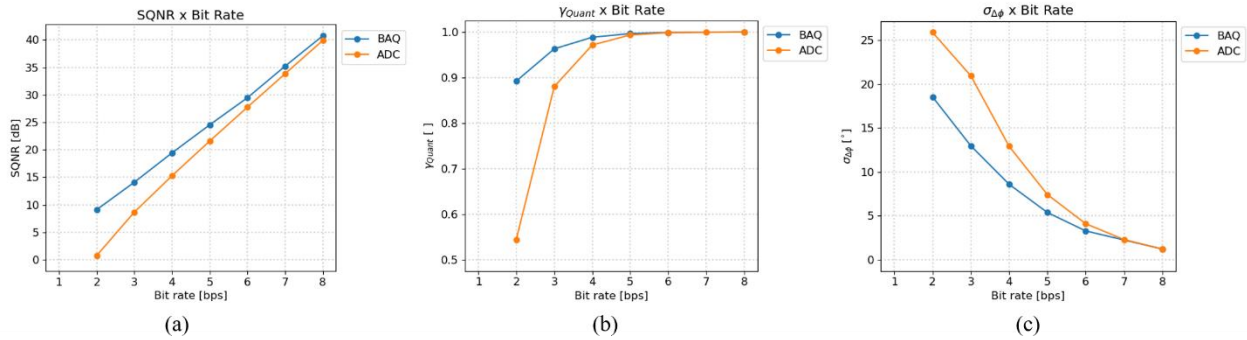 SQNR x Bit Rate
40
35
30
25
20
15
10
5
0
SQNR [dB]
1 2 3 4 5 6 7 8
Bit rate [bps]
BAQ
ADC
(a)
γQuant x Bit Rate
1.0
0.9
0.8
0.7
0.6
0.5
γQuant [ ]
1 2 3 4 5 6 7 8
Bit rate [bps]
BAQ
ADC
(b)
σΔϕ x Bit Rate
25
20
15
10
5
0
σΔϕ [°]
1 2 3 4 5 6 7 8
Bit rate [bps]
BAQ
ADC
(c)